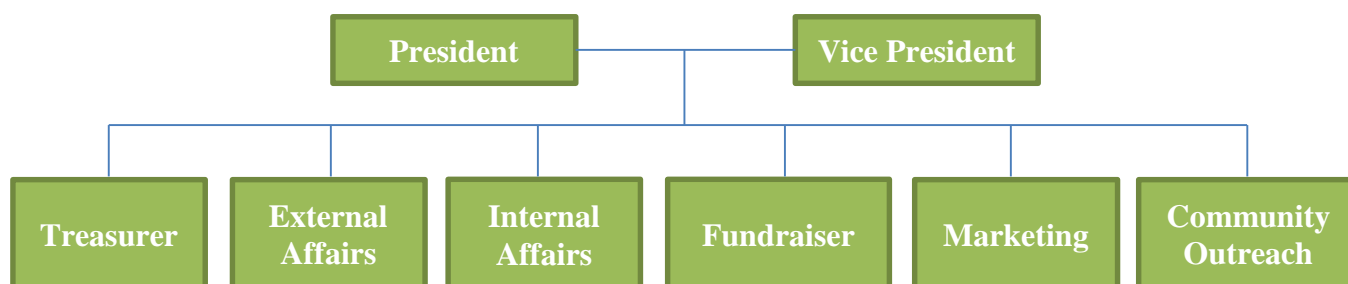 President
Vice President
Treasurer
External
Affairs
Internal
Affairs
Fundraiser
Marketing
Community
Outreach